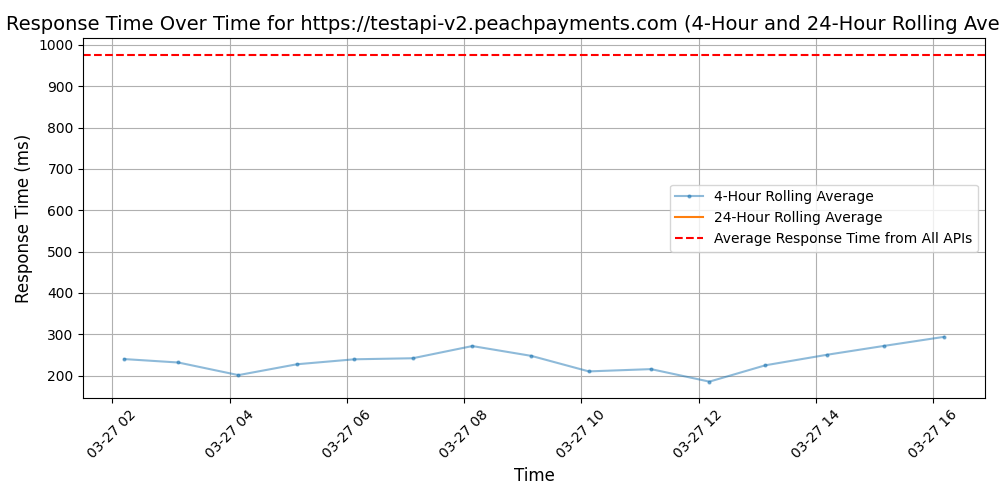 Response Time Over Time for https://testapi-v2.peachpayments.com (4-Hour and 24-Hour Rolling Ave
Response Time (ms)
1000
900
800
700
600
500
400
300
200
4-Hour Rolling Average
24-Hour Rolling Average
Average Response Time from All APIs
03-27 02
03-27 04
03-27 06
03-27 08
03-27 10
03-27 12
03-27 14
03-27 16
Time